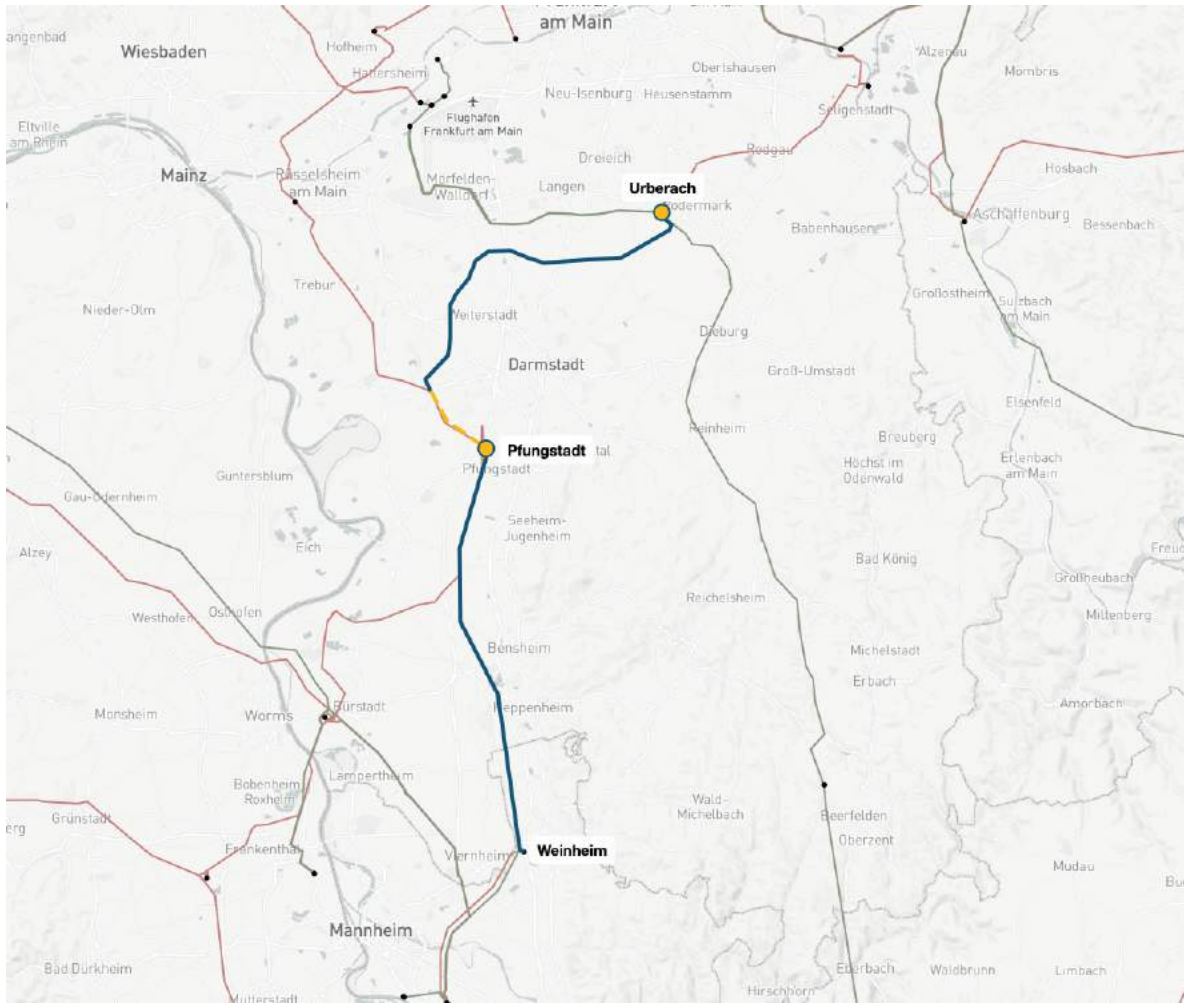 am Main
Wiesbaden
Hofheim
Hattersheim
Obertshausen
Alzenau
Mömbris
Neu-Isenburg
Heusenstamm
Seligenstadt
Eltville
am Rhein
Flughafen
Frankfurt am Main
Dreieich
Rodgau
Hösbach
Mainz
Rüsselsheim
am Main
Mörfelden-
Walldorf
Langen
Urberach
Rödermark
Aschaffenburg
Babenhausen
Bessenbach
Trebur
Großostheim
Sulzbach
am Main
Nieder-Olm
Weiterstadt
Dieburg
Darmstadt
Groß-Umstadt
Elsenfeld
Reinheim
Breuberg
Pfungstadt
tal
Pfungstadt
Höchst im
Odenwald
Erlenbach
am Main
Guntersblum
Gau-Odernheim
Seeheim-
Jugenheim
Alzey
Eich
Bad König
Freud
Großheubach
Osthofen
Westhofen
Reichelsheim
Miltenberg
Bensheim
Michelstadt
Erbach
Monsheim
Worms
Bürstadt
Heppenheim
Amorbach
Lampertheim
Bobenheim
Roxheim
Wald-
Michelbach
Grünstadt
Beerfelden
Oberzent
Frankenthal
Viernheim
Weinheim
Mudau
Mannheim
Bad Dürkheim
Eberbach
Waldbrunn
Limbach
Mutterstadt
Hirschhorn